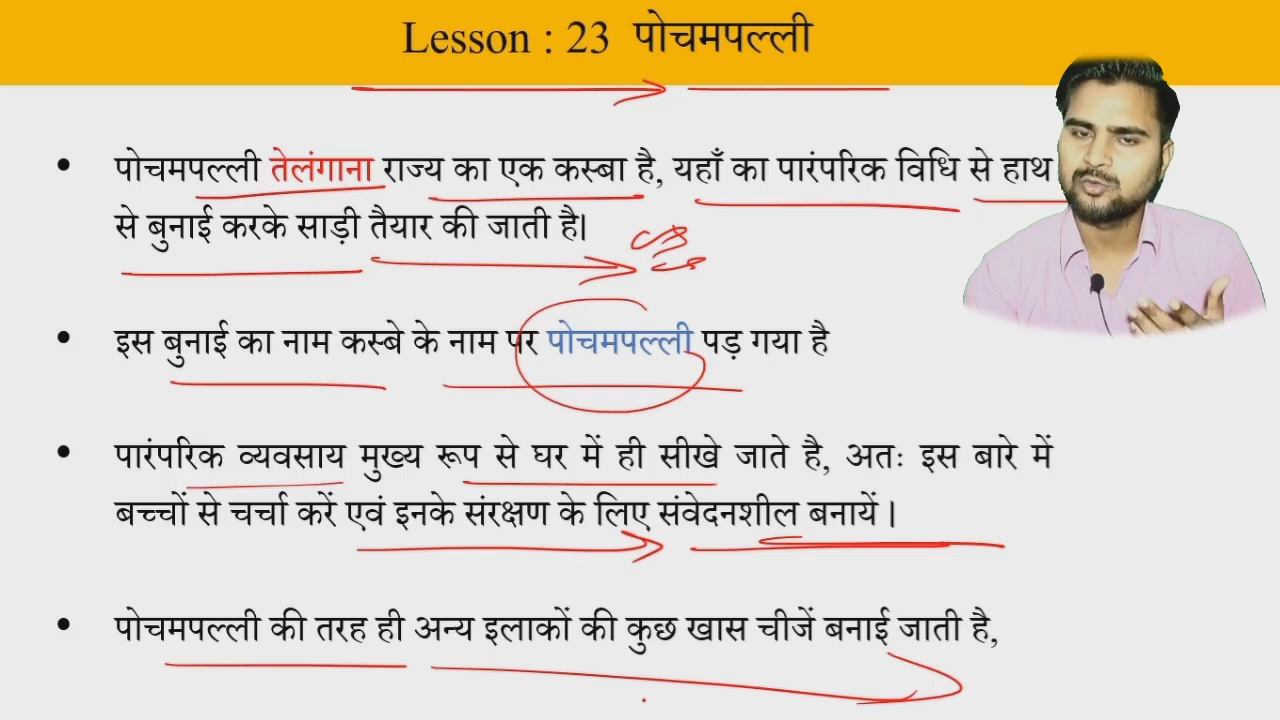 Lesson : 23 पोचमपल्ली
• पोचमपल्ली तेलंगाना राज्य का एक कस्बा है, यहाँ का पारंपरिक विधि से हाथ
से बुनाई करके साड़ी तैयार की जाती है।
• इस बुनाई का नाम कस्बे के नाम पर पोचमपल्ली पड़ गया है
• पारंपरिक व्यवसाय मुख्य रूप से घर में ही सीखे जाते है, अतः इस बारे में
बच्चों से चर्चा करें एवं इनके संरक्षण के लिए संवेदनशील बनायें ।
• पोचमपल्ली की तरह ही अन्य इलाकों की कुछ खास चीजें बनाई जाती है,